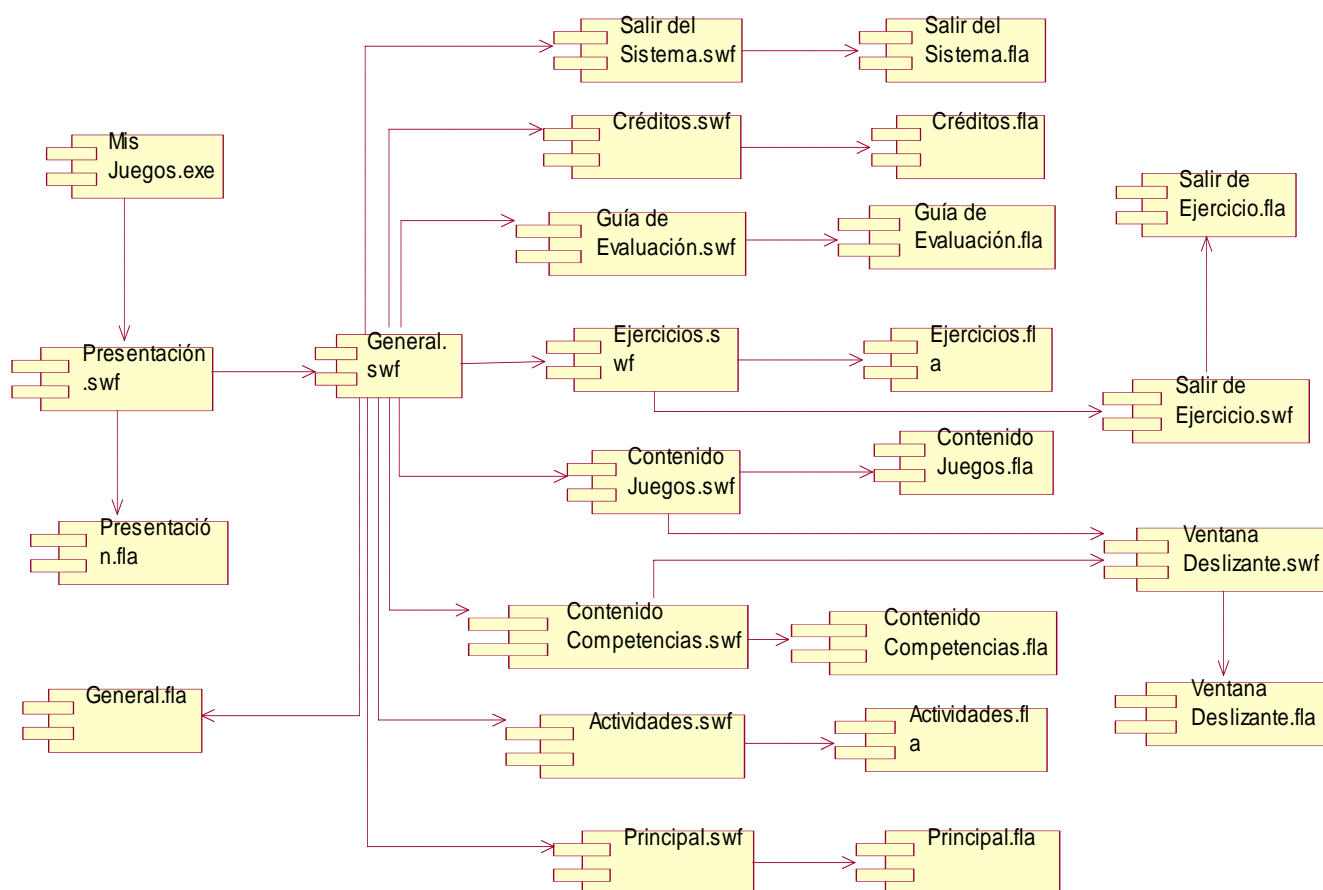 Salir del
Sistema.swf
Salir del
Sistema.fla
Créditos.swf
Créditos.fla
Mis
Juegos.exe
Salir de
Ejercicio.fla
Guía de
Evaluación.swf
Guía de
Evaluación.fla
Presentación
.swf
General.
swf
Ejercicios.s
wf
Ejercicios.fl
a
Salir de
Ejercicio.swf
Contenido
Juegos.swf
Contenido
Juegos.fla
Presentació
n.fla
Ventana
Deslizante.swf
Contenido
Competencias.swf
Contenido
Competencias.fla
General.fla
Ventana
Deslizante.fla
Actividades.swf
Actividades.fl
a
Principal.swf
Principal.fla